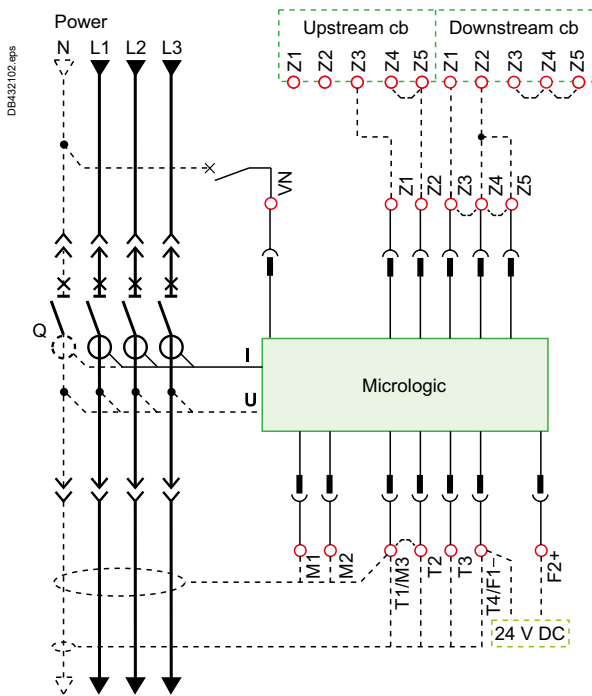 Power
Upstream cb
Downstream cb
N L1 L2 L3
DB432102.eps
Z1 Z2 Z3 Z4 Z5 Z1 Z2 Z3 Z4 Z5
VN
Z1 Z2 Z3 Z4 Z5
Q
I
U
Micrologic
M1 M2 T1/M3 T2 T3 T4/F1– F2+
24 V DC